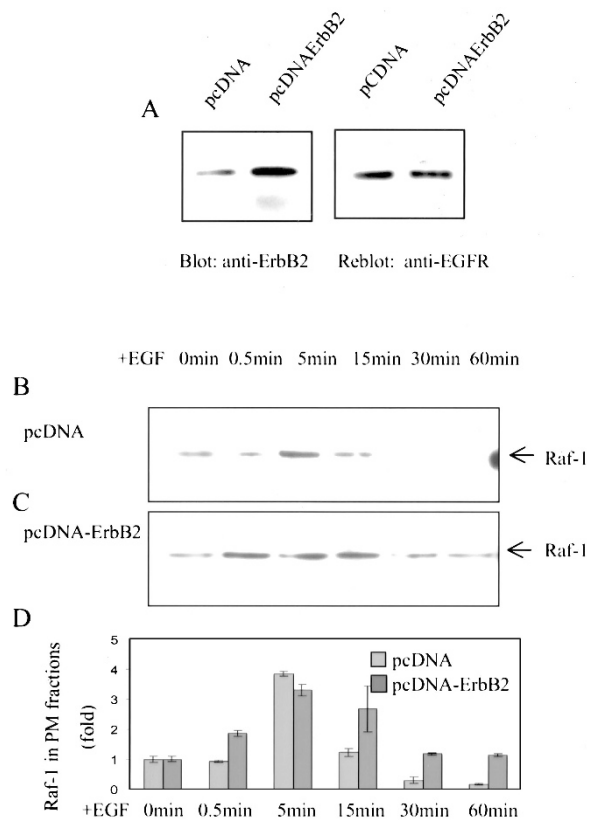 pcDNA pcDNAErbB2 pCDNA pcDNAErbB2
A
Blot: anti-ErbB2 Reblot: anti-EGFR
+EGF 0min 0.5min 5min 15min 30min 60min
B
pcDNA
Raf-1
C
pcDNA-ErbB2
Raf-1
D
Raf-1 in PM fractions
(fold)
5
4
3
2
1
0
pcDNA
pcDNA-ErbB2
+EGF 0min 0.5min 5min 15min 30min 60min